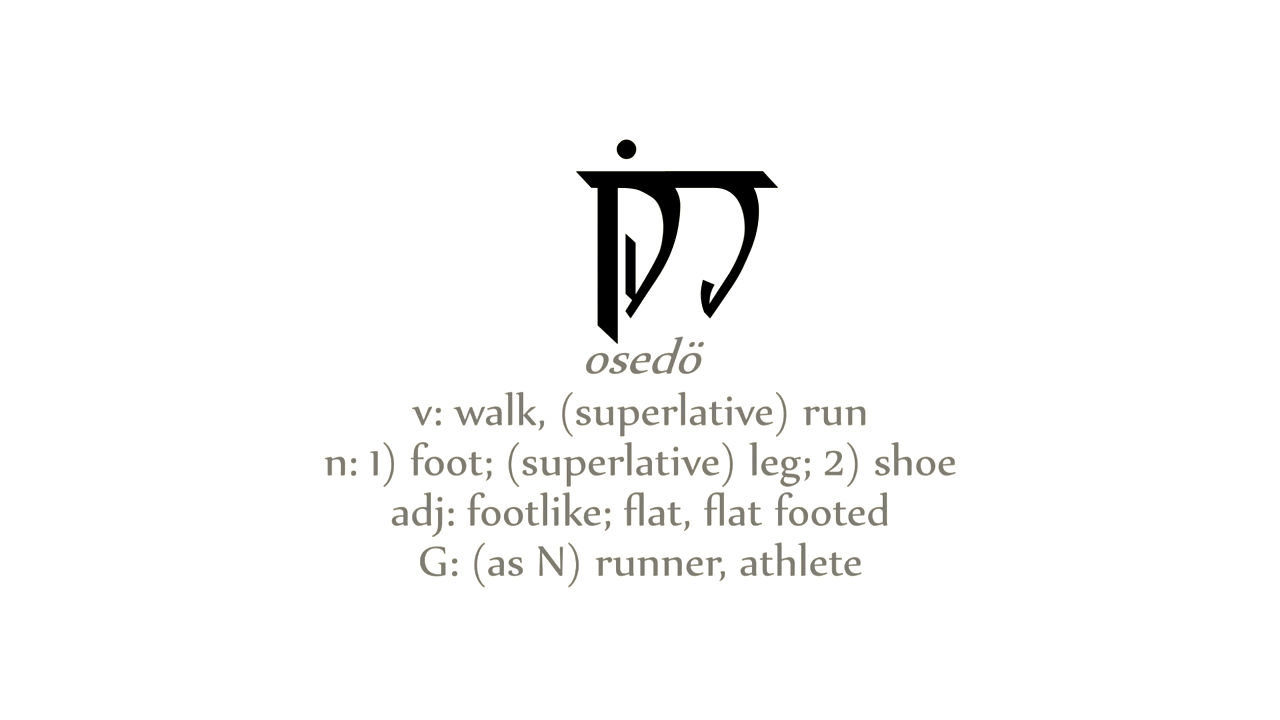 osedö
v: walk, (superlative) run
n: 1) foot; (superlative) leg; 2) shoe
adj: footlike; flat, flat footed
G: (as N) runner, athlete